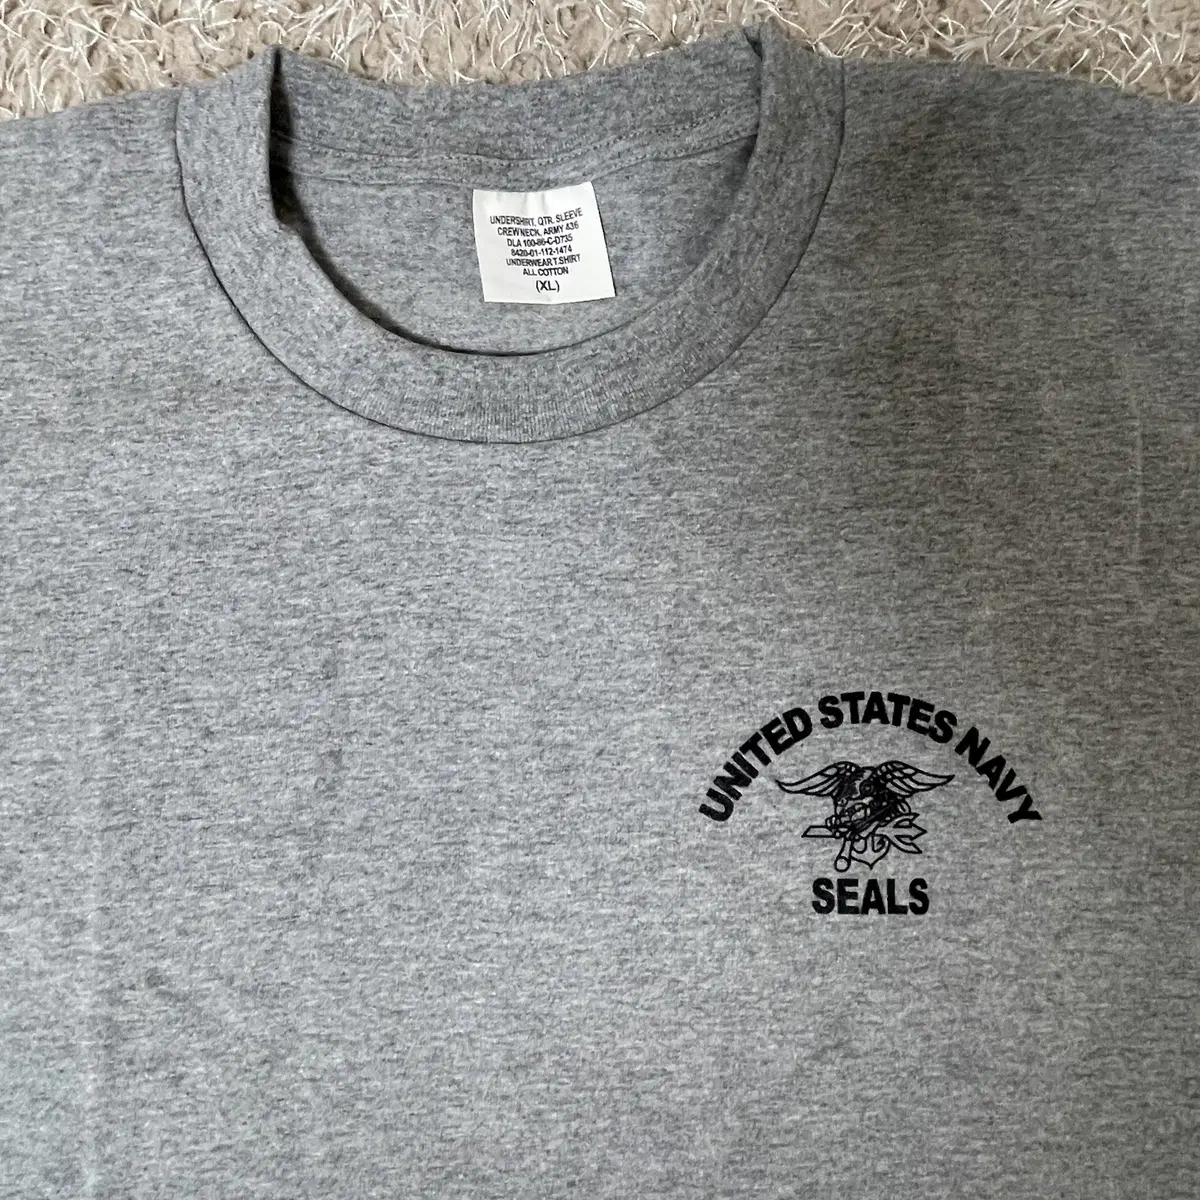 UNDERSHIRT, QTR. SLEEVE
CREWNECK, ARMY 436
DLA 100-86-C-D735
8420-01-112-1474
UNDERWEAR T.SHIRT
ALL COTTON
(XL)
UNITED STATES NAVY
SEALS